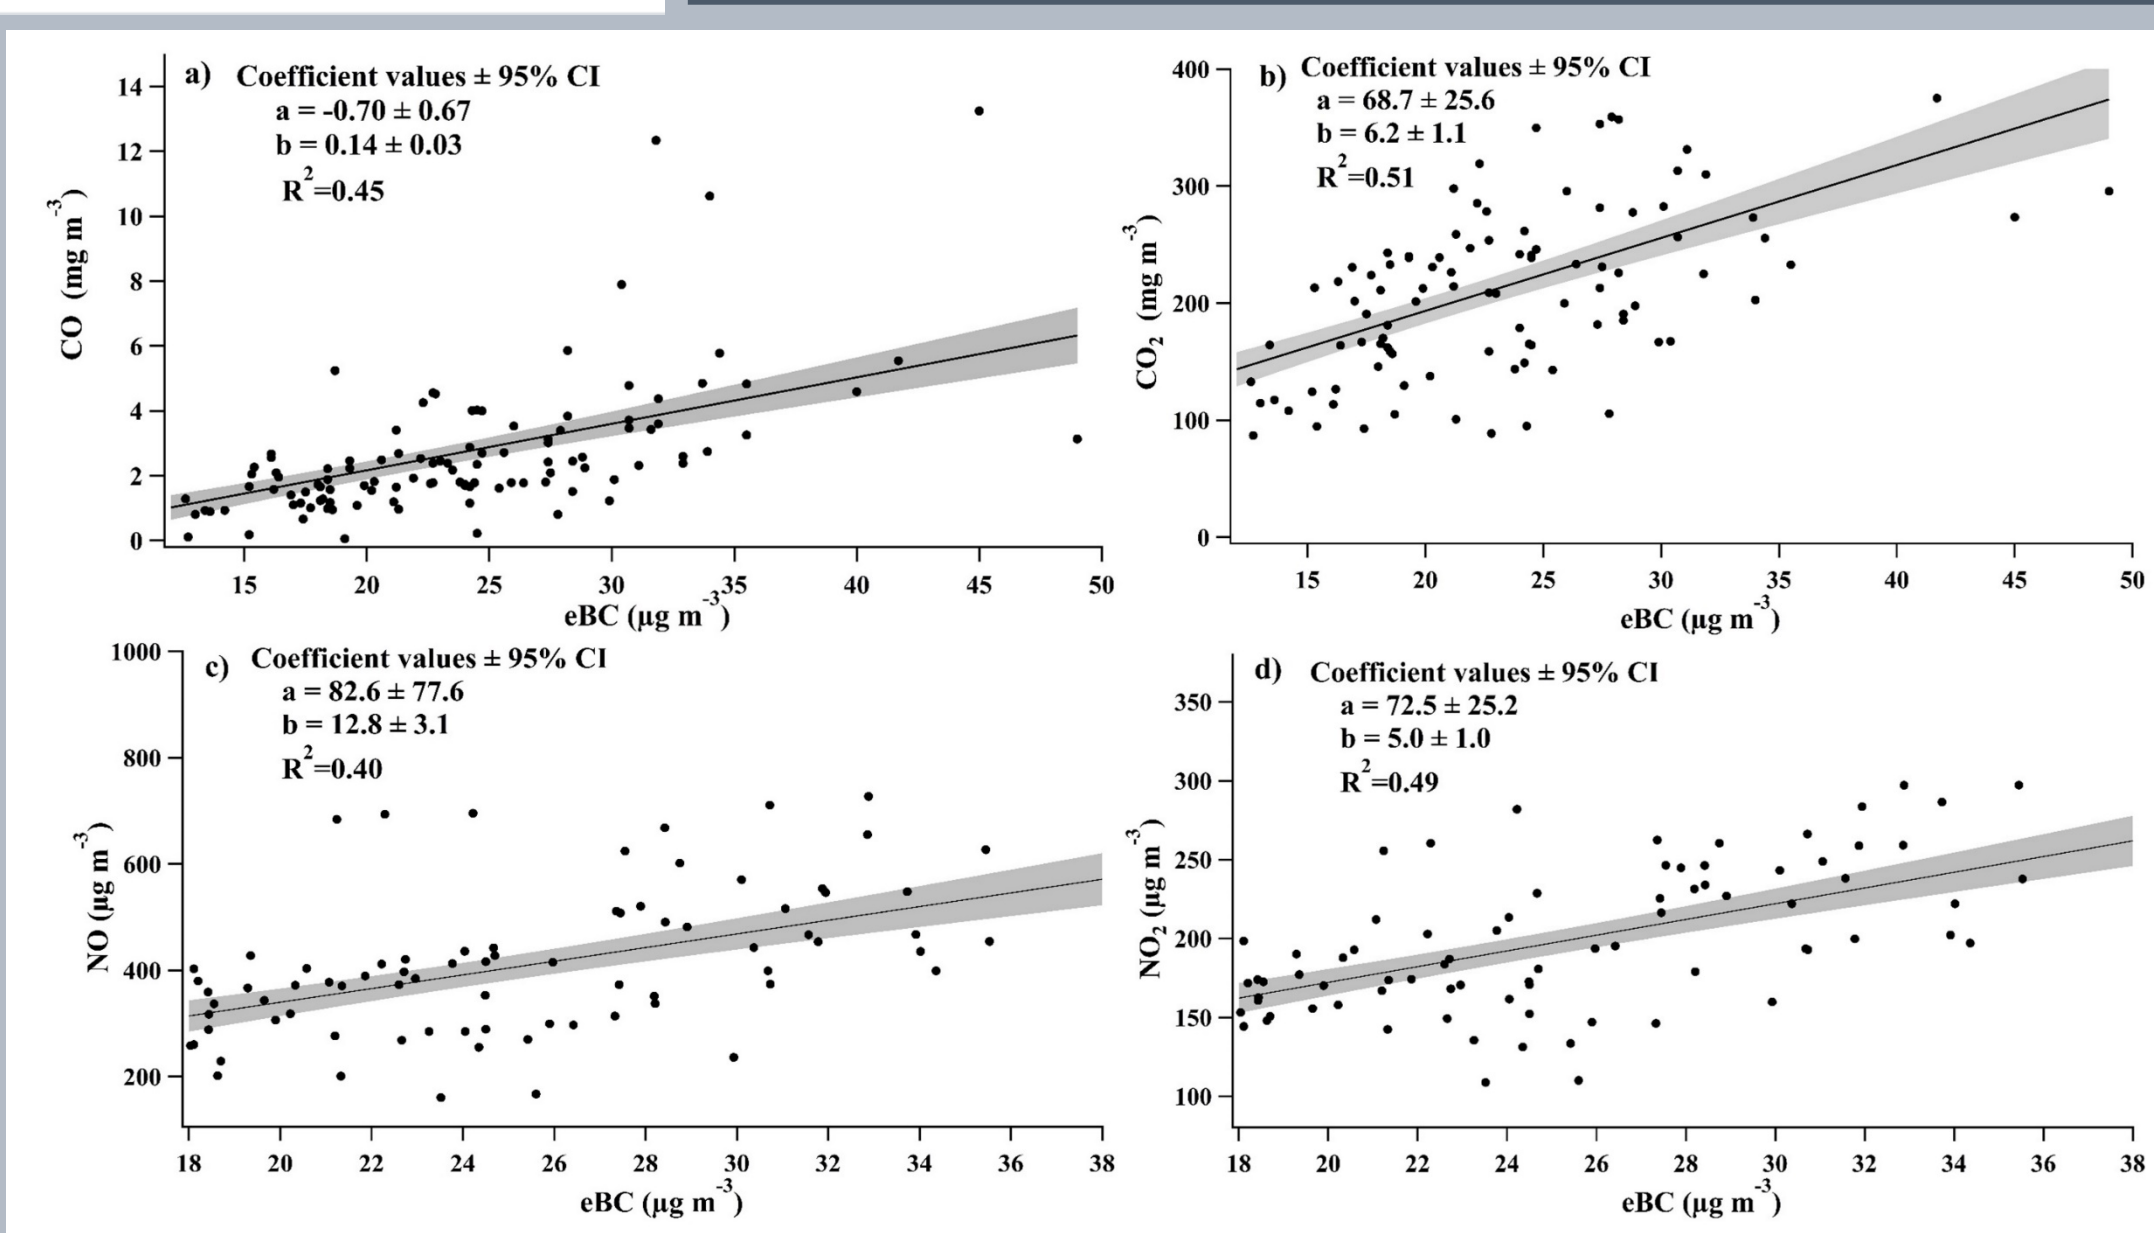 a) Coefficient values ± 95% CI
a = -0.70 ± 0.67
b = 0.14 ± 0.03
R²=0.45
CO (mg m⁻³)
14
12
10
8
6
4
2
0
15 20 25 30 35 40 45 50
eBC (µg m⁻³)
b) Coefficient values ± 95% CI
a = 68.7 ± 25.6
b = 6.2 ± 1.1
R²=0.51
CO₂ (mg m⁻³)
400
300
200
100
0
15 20 25 30 35 40 45 50
eBC (µg m⁻³)
c) Coefficient values ± 95% CI
a = 82.6 ± 77.6
b = 12.8 ± 3.1
R²=0.40
NO (µg m⁻³)
1000
800
600
400
200
18 20 22 24 26 28 30 32 34 36 38
eBC (µg m⁻³)
d) Coefficient values ± 95% CI
a = 72.5 ± 25.2
b = 5.0 ± 1.0
R²=0.49
NO₂ (µg m⁻³)
350
300
250
200
150
100
18 20 22 24 26 28 30 32 34 36 38
eBC (µg m⁻³)